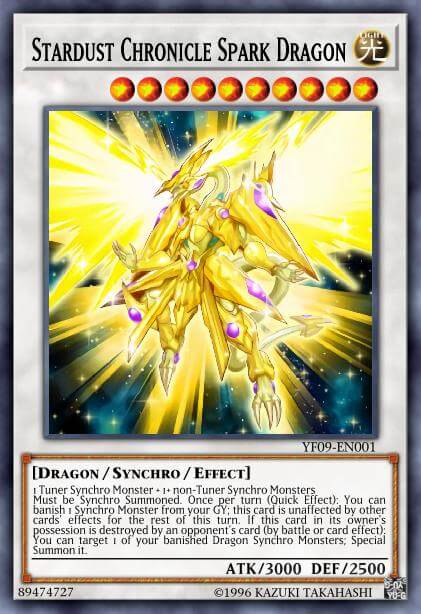 Stardust Chronicle Spark Dragon
LIGHT
光
YF09-EN001
[Dragon / Synchro / Effect]
1 Tuner Synchro Monster + 1+ non-Tuner Synchro Monsters
Must be Synchro Summoned. Once per turn (Quick Effect): You can
banish 1 Synchro Monster from your GY; this card is unaffected by other
cards' effects for the rest of this turn. If this card in its owner's
possession is destroyed by an opponent's card (by battle or card effect):
You can target 1 of your banished Dragon Synchro Monsters; Special
Summon it.
ATK/3000 DEF/2500
89474727
©1996 KAZUKI TAKAHASHI